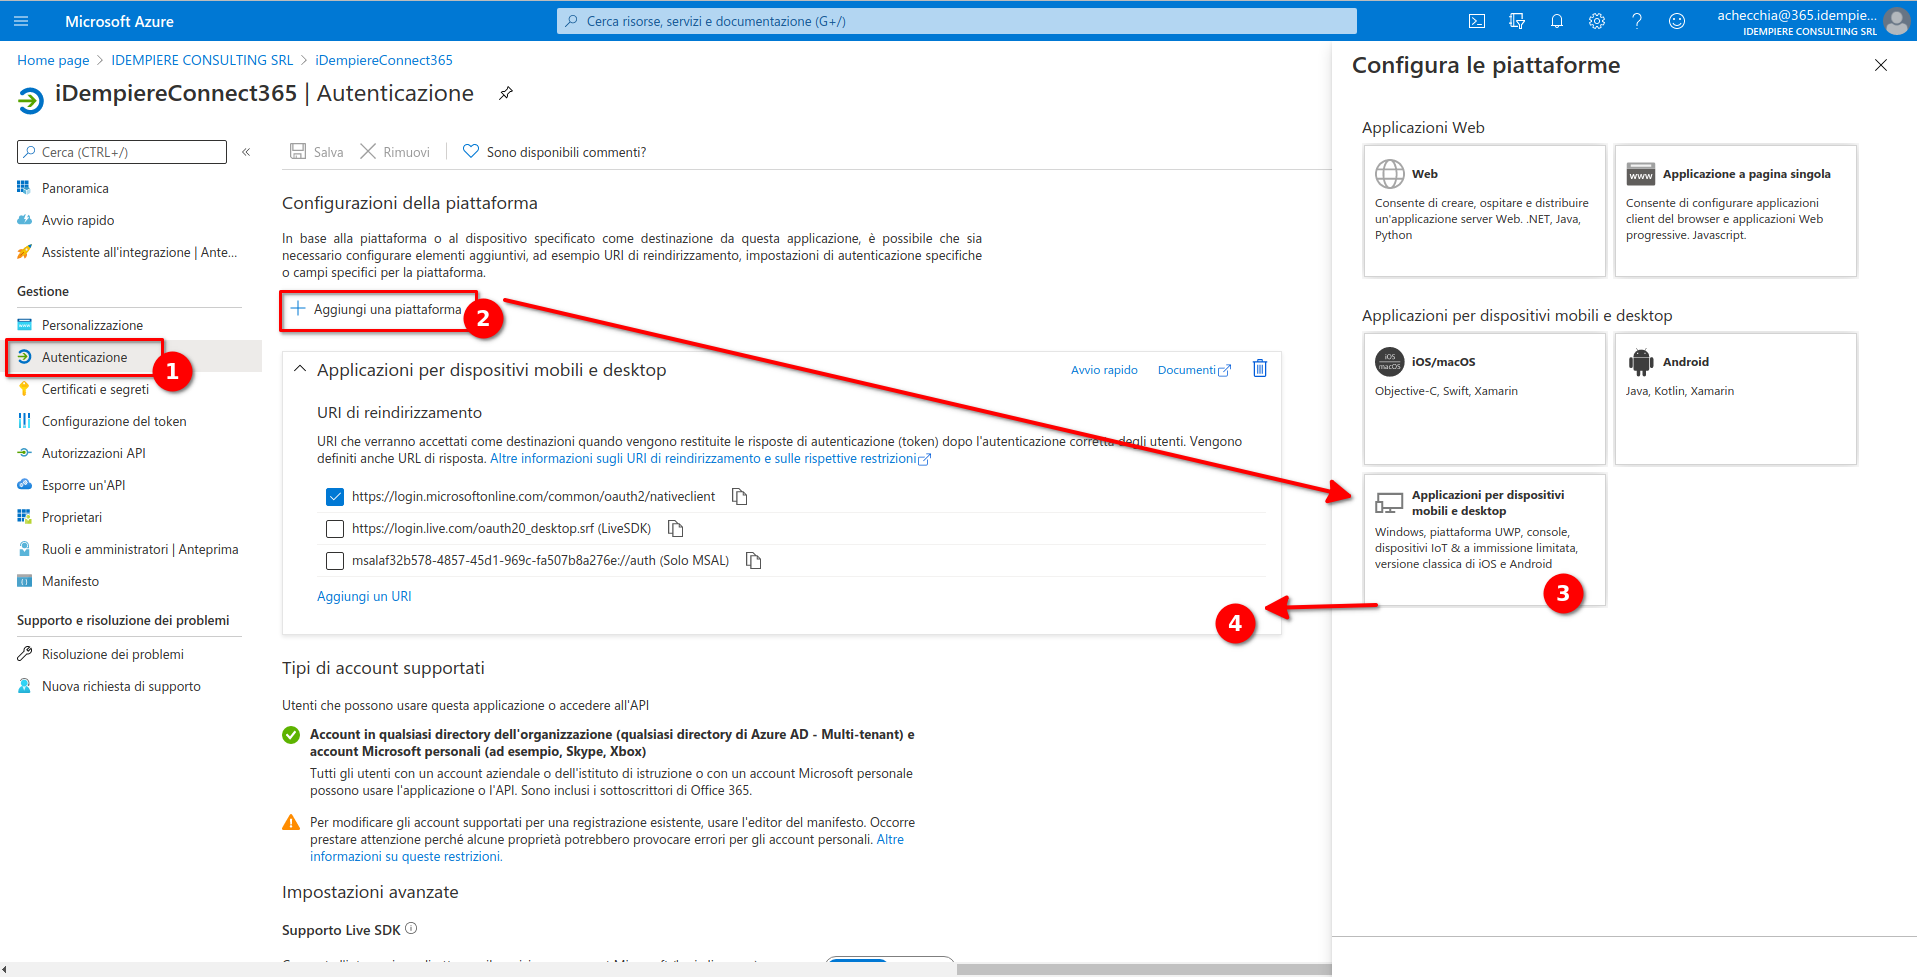 Microsoft Azure
Cerca risorse, servizi e documentazione (G+/)
achecchia@365.idempie...
IDEMPIERE CONSULTING SRL
Home page > IDEMPIERE CONSULTING SRL > iDempiereConnect365
iDempiereConnect365 | Autenticazione
Cerca (CTRL+/)
«
Panoramica
Avvio rapido
Assistente all'integrazione | Ante...
Gestione
Personalizzazione
Autenticazione
1
Certificati e segreti
Configurazione del token
Autorizzazioni API
Esporre un'API
Proprietari
Ruoli e amministratori | Anteprima
Manifesto
Supporto e risoluzione dei problemi
Risoluzione dei problemi
Nuova richiesta di supporto
Salva
Rimuovi
Sono disponibili commenti?
Configurazioni della piattaforma
In base alla piattaforma o al dispositivo specificato come destinazione da questa applicazione, è possibile che sia
necessario configurare elementi aggiuntivi, ad esempio URI di reindirizzamento, impostazioni di autenticazione specifiche
o campi specifici per la piattaforma.
Aggiungi una piattaforma
2
Applicazioni per dispositivi mobili e desktop
Avvio rapido
Documenti
URI di reindirizzamento
URI che verranno accettati come destinazioni quando vengono restituite le risposte di autenticazione (token) dopo l'autenticazione corretta degli utenti. Vengono
definiti anche URL di risposta. Altre informazioni sugli URI di reindirizzamento e sulle rispettive restrizioni
https://login.microsoftonline.com/common/oauth2/nativeclient
https://login.live.com/oauth20_desktop.srf (LiveSDK)
msalaf32b578-4857-45d1-969c-fa507b8a276e://auth (Solo MSAL)
Aggiungi un URI
4
Tipi di account supportati
Utenti che possono usare questa applicazione o accedere all'API
Account in qualsiasi directory dell'organizzazione (qualsiasi directory di Azure AD - Multi-tenant) e
account Microsoft personali (ad esempio, Skype, Xbox)
Tutti gli utenti con un account aziendale o dell'istituto di istruzione o con un account Microsoft personale
possono usare l'applicazione o l'API. Sono inclusi i sottoscrittori di Office 365.
Per modificare gli account supportati per una registrazione esistente, usare l'editor del manifesto. Occorre
prestare attenzione perché alcune proprietà potrebbero provocare errori per gli account personali. Altre
informazioni su queste restrizioni.
Impostazioni avanzate
Supporto Live SDK
Configura le piattaforme
Applicazioni Web
Web
Consente di creare, ospitare e distribuire
un'applicazione server Web. .NET, Java,
Python
www
Applicazione a pagina singola
Consente di configurare applicazioni
client del browser e applicazioni Web
progressive. Javascript.
Applicazioni per dispositivi mobili e desktop
iOS
macOS
iOS/macOS
Objective-C, Swift, Xamarin
Android
Java, Kotlin, Xamarin
Applicazioni per dispositivi
mobili e desktop
Windows, piattaforma UWP, console,
dispositivi IoT & a immissione limitata,
versione classica di iOS e Android
3